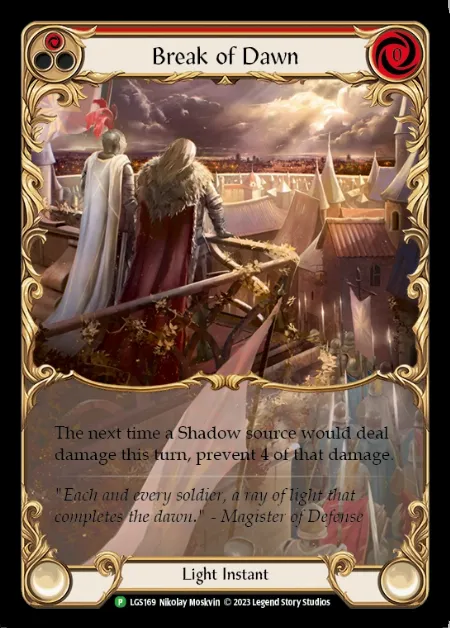 Break of Dawn
0
The next time a Shadow source would deal
damage this turn, prevent 4 of that damage.
"Each and every soldier, a ray of light that
completes the dawn." - Magister of Defense
Light Instant
P LGS169 Nikolay Moskvin © 2023 Legend Story Studios